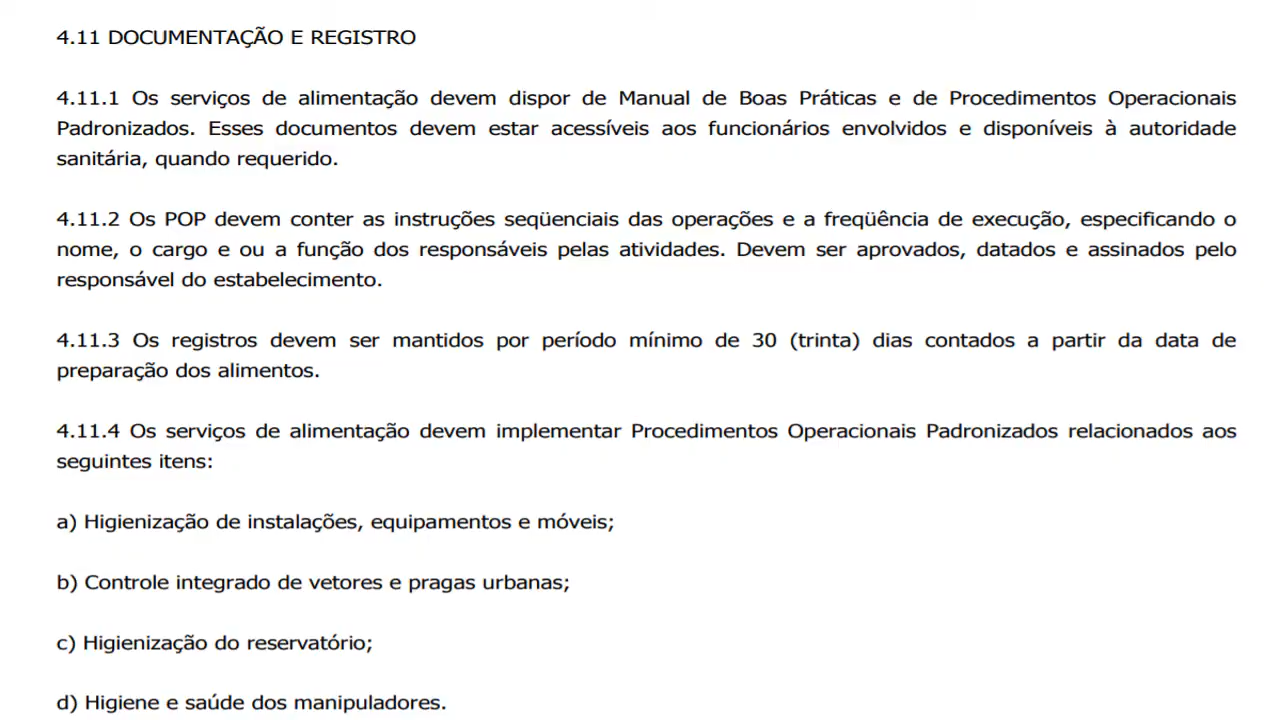 4.11 DOCUMENTAÇÃO E REGISTRO
4.11.1 Os serviços de alimentação devem dispor de Manual de Boas Práticas e de Procedimentos Operacionais
Padronizados. Esses documentos devem estar acessíveis aos funcionários envolvidos e disponíveis à autoridade
sanitária, quando requerido.
4.11.2 Os POP devem conter as instruções seqüenciais das operações e a freqüência de execução, especificando o
nome, o cargo e ou a função dos responsáveis pelas atividades. Devem ser aprovados, datados e assinados pelo
responsável do estabelecimento.
4.11.3 Os registros devem ser mantidos por período mínimo de 30 (trinta) dias contados a partir da data de
preparação dos alimentos.
4.11.4 Os serviços de alimentação devem implementar Procedimentos Operacionais Padronizados relacionados aos
seguintes itens:
a) Higienização de instalações, equipamentos e móveis;
b) Controle integrado de vetores e pragas urbanas;
c) Higienização do reservatório;
d) Higiene e saúde dos manipuladores.